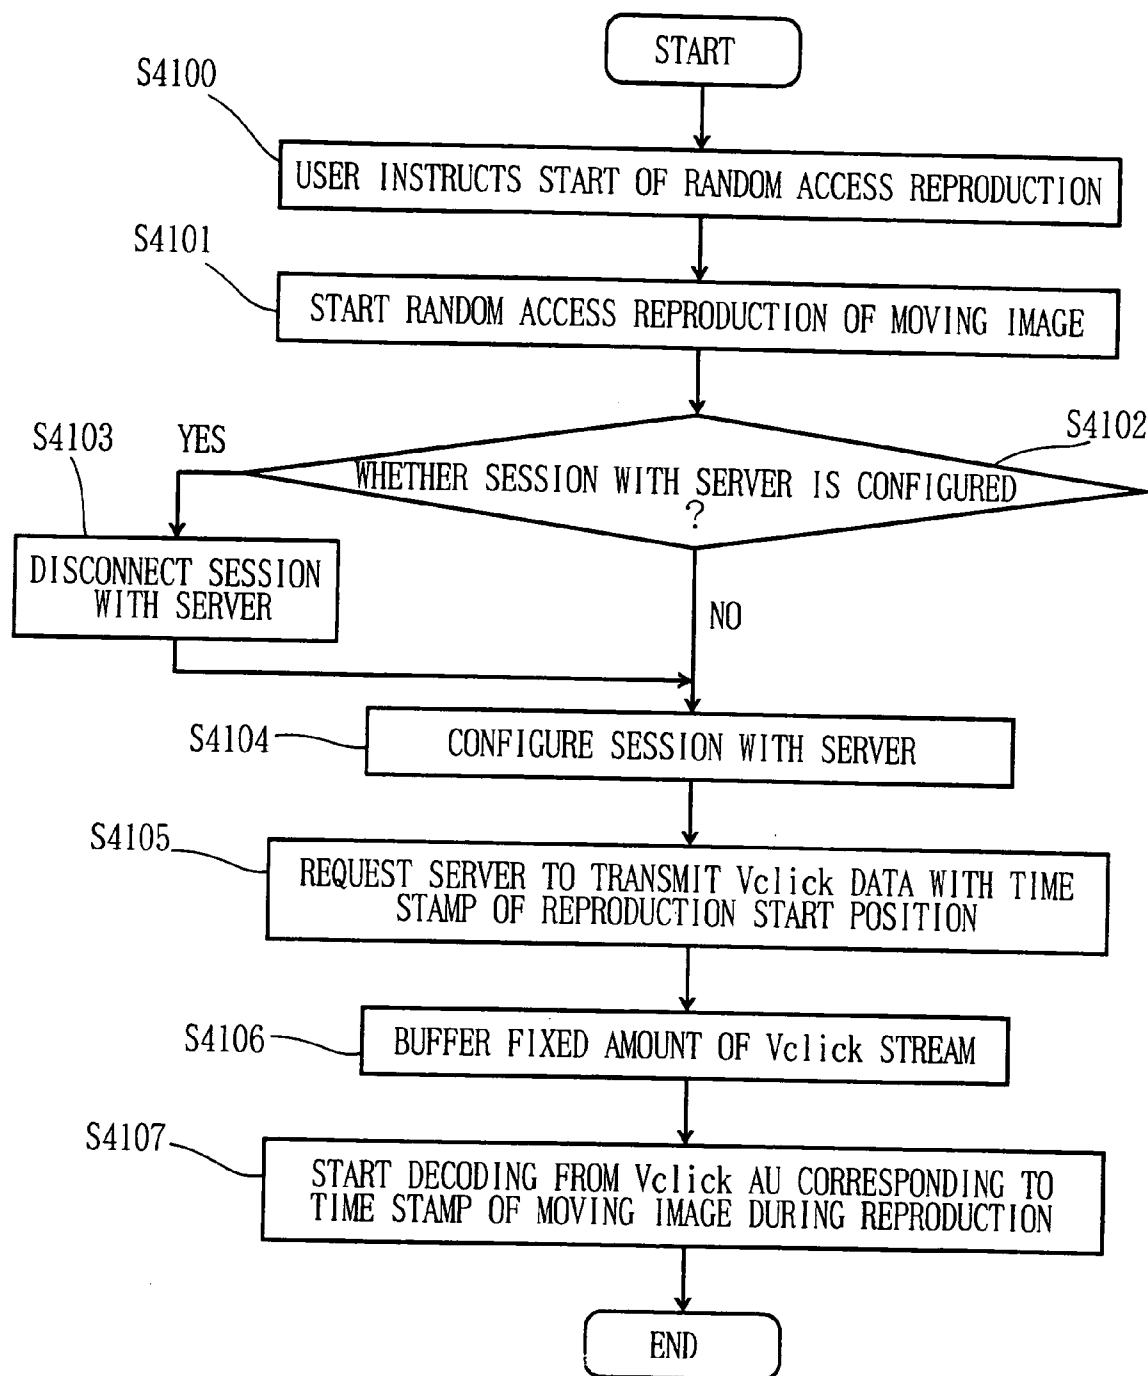 START
S4100
USER INSTRUCTS START OF RANDOM ACCESS REPRODUCTION
S4101
START RANDOM ACCESS REPRODUCTION OF MOVING IMAGE
S4103
YES
S4102
WHETHER SESSION WITH SERVER IS CONFIGURED
?
DISCONNECT SESSION
WITH SERVER
NO
S4104
CONFIGURE SESSION WITH SERVER
S4105
REQUEST SERVER TO TRANSMIT Vclick DATA WITH TIME
STAMP OF REPRODUCTION START POSITION
S4106
BUFFER FIXED AMOUNT OF Vclick STREAM
S4107
START DECODING FROM Vclick AU CORRESPONDING TO
TIME STAMP OF MOVING IMAGE DURING REPRODUCTION
END